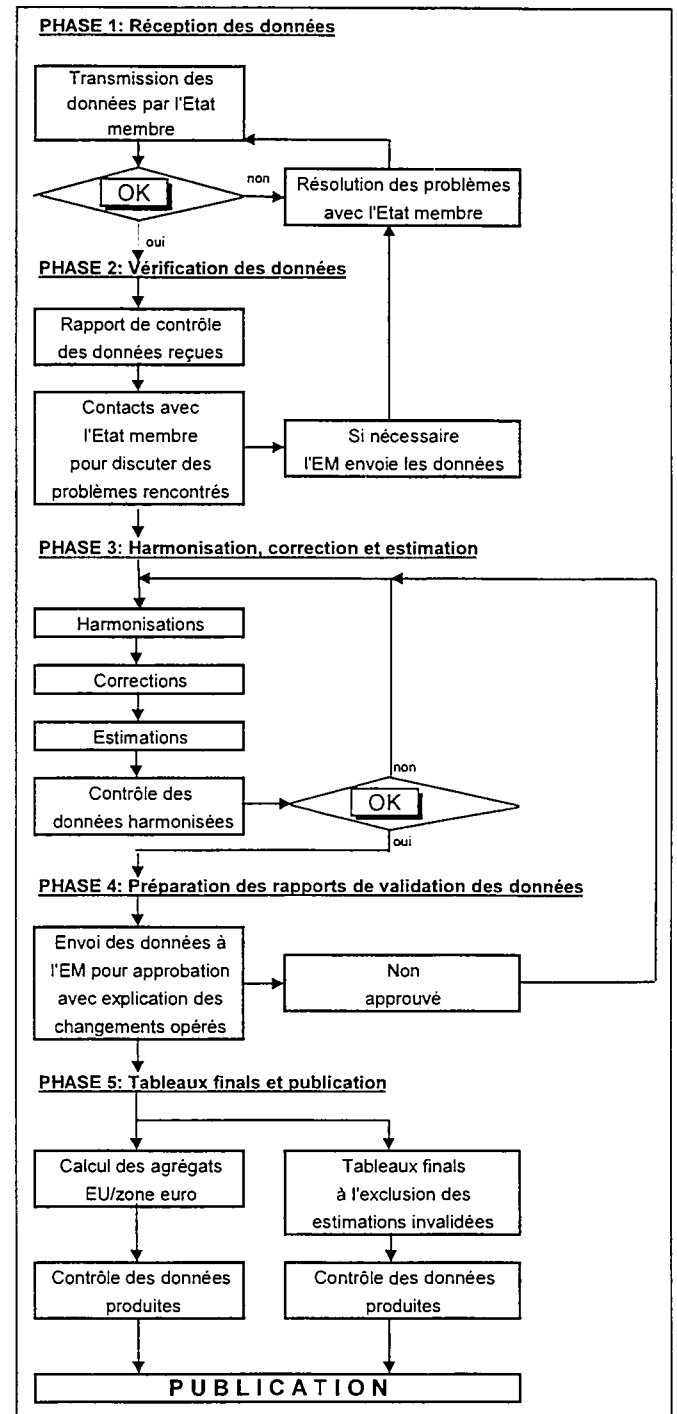 PHASE 1: Réception des données
Transmission des
données par l'Etat
membre
OK
non
Résolution des problèmes
avec l'Etat membre
oui
PHASE 2: Vérification des données
Rapport de contrôle
des données reçues
Contacts avec
l'Etat membre
pour discuter des
problèmes rencontrés
Si nécessaire
l'EM envoie les données
PHASE 3: Harmonisation, correction et estimation
Harmonisations
Corrections
Estimations
Contrôle des
données harmonisées
non
OK
oui
PHASE 4: Préparation des rapports de validation des données
Envoi des données à
l'EM pour approbation
avec explication des
changements opérés
Non
approuvé
PHASE 5: Tableaux finals et publication
Calcul des agrégats
EU/zone euro
Tableaux finals
à l'exclusion des
estimations invalidées
Contrôle des données
produites
Contrôle des données
produites
PUBLICATION